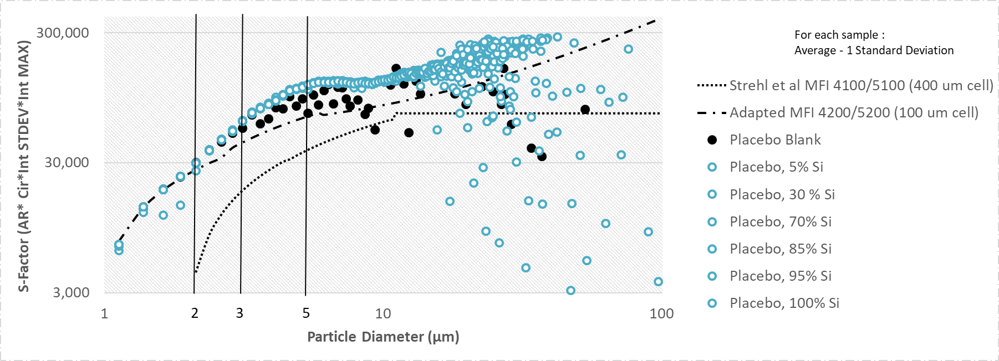 300,000
30,000
3,000
S-Factor (AR* Cir*Int STDEV*Int MAX)
1
2
3
5
10
100
Particle Diameter (µm)
For each sample :
Average - 1 Standard Deviation
Strehl et al MFI 4100/5100 (400 um cell)
Adapted MFI 4200/5200 (100 um cell)
Placebo Blank
Placebo, 5% Si
Placebo, 30 % Si
Placebo, 70% Si
Placebo, 85% Si
Placebo, 95% Si
Placebo, 100% Si